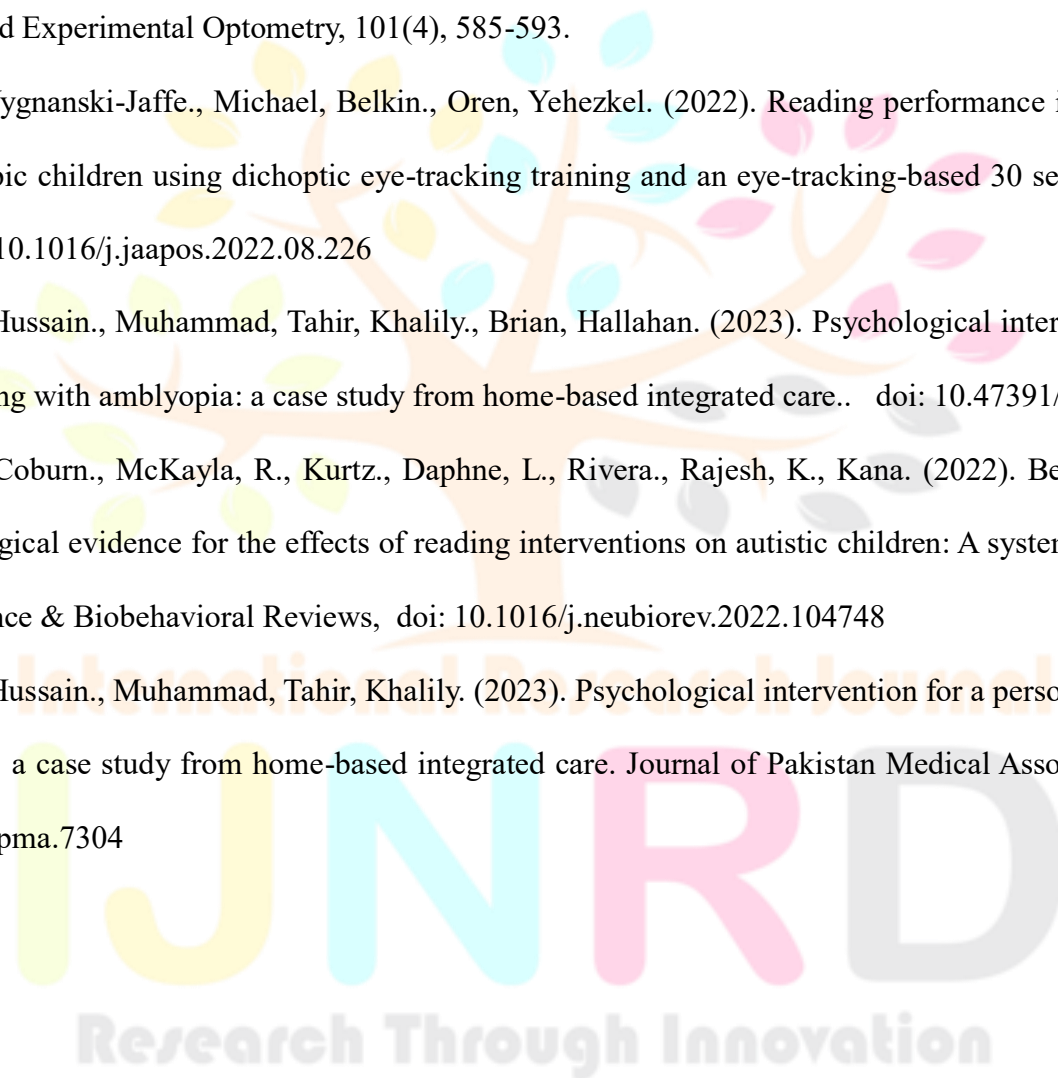 d Experimental Optometry, 101(4), 585-593.
ygnanski-Jaffe., Michael, Belkin., Oren, Yehezkel. (2022). Reading performance i
pic children using dichoptic eye-tracking training and an eye-tracking-based 30 se
10.1016/j.jaapos.2022.08.226
Hussain., Muhammad, Tahir, Khalily., Brian, Hallahan. (2023). Psychological inter
ng with amblyopia: a case study from home-based integrated care.. doi: 10.47391/
Coburn., McKayla, R., Kurtz., Daphne, L., Rivera., Rajesh, K., Kana. (2022). Be
gical evidence for the effects of reading interventions on autistic children: A system
nce & Biobehavioral Reviews, doi: 10.1016/j.neubiorev.2022.104748
International Research Journal
Hussain., Muhammad, Tahir, Khalily. (2023). Psychological intervention for a perso
a case study from home-based integrated care. Journal of Pakistan Medical Asso
pma.7304
IJNRD
Research Through Innovation